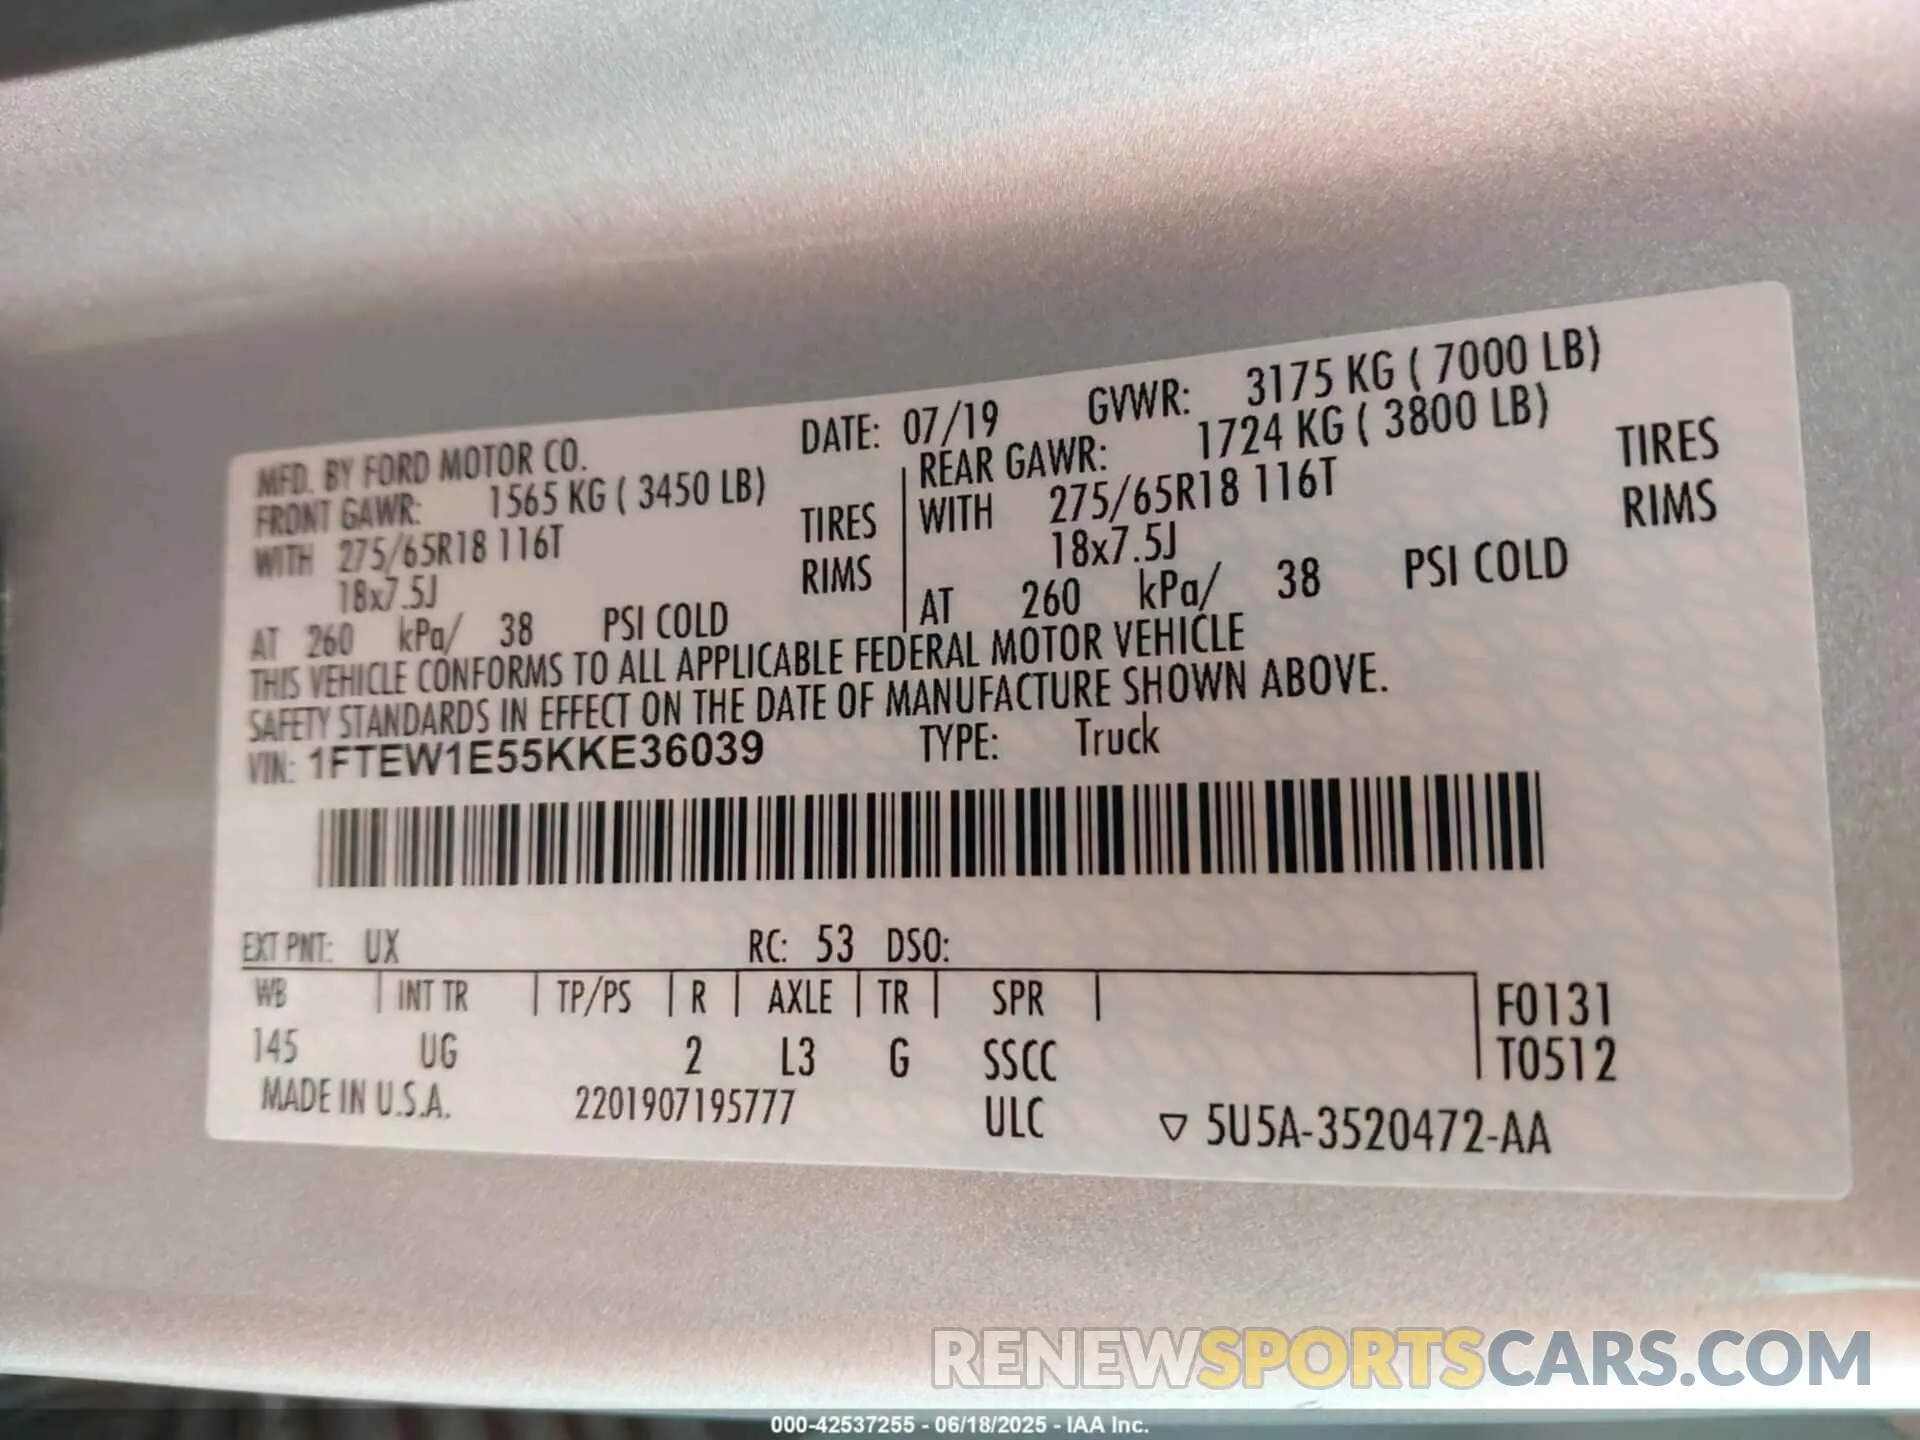 MFD. BY FORD MOTOR CO. DATE: 07/19 GVWR: 3175 KG ( 7000 LB)
FRONT GAWR: 1565 KG ( 3450 LB) REAR GAWR: 1724 KG ( 3800 LB)
WITH 275/65R18 116T TIRES WITH 275/65R18 116T TIRES
18x7.5J RIMS 18x7.5J RIMS
AT 260 kPa/ 38 PSI COLD AT 260 kPa/ 38 PSI COLD
THIS VEHICLE CONFORMS TO ALL APPLICABLE FEDERAL MOTOR VEHICLE
SAFETY STANDARDS IN EFFECT ON THE DATE OF MANUFACTURE SHOWN ABOVE.
VIN: 1FTEW1E55KKE36039 TYPE: Truck
EXT PNT: UX RC: 53 DSO:
WB INT TR TP/PS R AXLE TR SPR F0131
145 UG 2 L3 G SSCC T0512
MADE IN U.S.A. 2201907195777 ULC ▽ 5U5A-3520472-AA
RENEWSPORTSCARS.COM
000-42537255 - 06/18/2025 - IAA Inc.